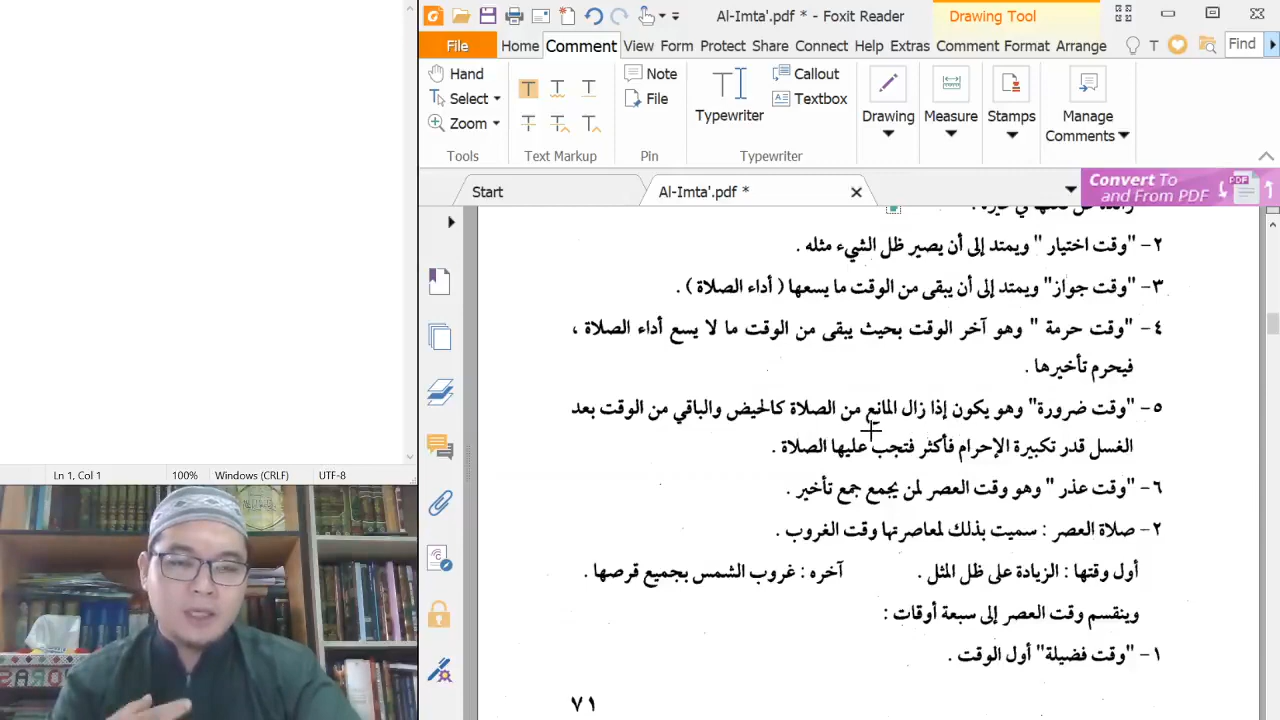 Al-Imta'.pdf * - Foxit Reader
Drawing Tool
File Home Comment View Form Protect Share Connect Help Extras Comment Format Arrange
Find
Hand
Select
Zoom
Tools
Text Markup
Note
File
Pin
Typewriter
Callout
Textbox
Typewriter
Drawing
Measure
Stamps
Manage
Comments
Start
Al-Imta'.pdf *
Convert To
and From PDF
PDF
٢- "وقت اختيار " ويمتد إلى أن يصير ظل الشيء مثله .
٣- "وقت جواز" ويمتد إلى أن يبقى من الوقت ما يسعها ( أداء الصلاة ) .
٤- "وقت حرمة " وهو آخر الوقت بحيث يبقى من الوقت ما لا يسع أداء الصلاة ،
فيحرم تأخيرها .
٥- "وقت ضرورة" وهو يكون إذا زال المانع من الصلاة كالحيض والباقي من الوقت بعد
الغسل قدر تكبيرة الإحرام فأكثر فتجب عليها الصلاة .
٦- "وقت عذر " وهو وقت العصر لمن يجمع جمع تأخير .
٢- صلاة العصر : سميت بذلك لمعاصرتها وقت الغروب .
أول وقتها : الزيادة على ظل المثل . آخره : غروب الشمس بجميع قرصها .
وينقسم وقت العصر إلى سبعة أوقات :
١- "وقت فضيلة" أول الوقت .
٧١
Ln 1, Col 1 100% Windows (CRLF) UTF-8